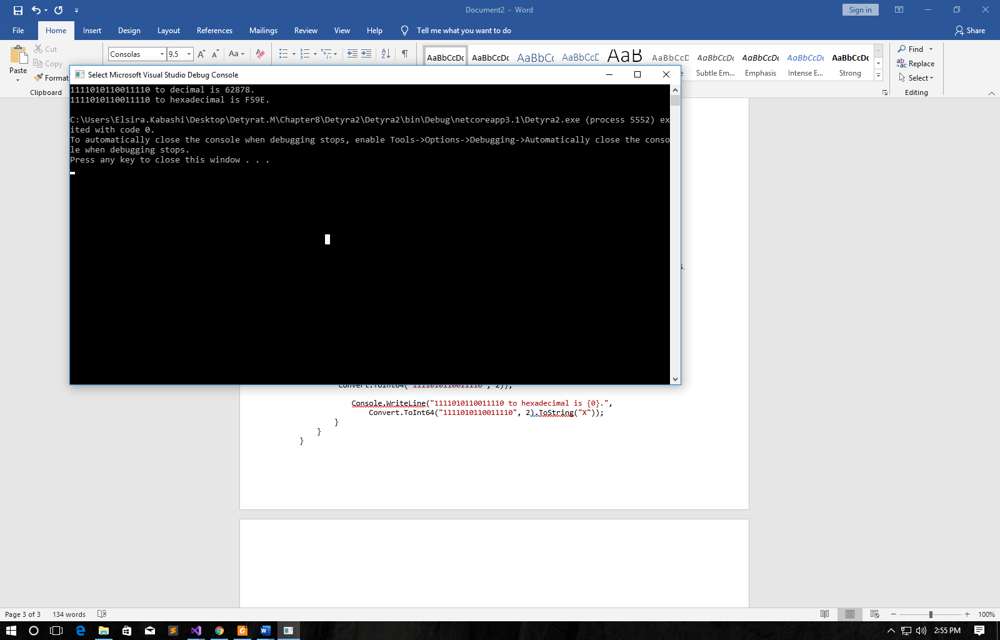 Document2 - Word
Sign in
File Home Insert Design Layout References Mailings Review View Help Tell me what you want to do Share
Paste
Cut
Copy
Format
Clipboard
Consolas 9.5
Aa
AaBbCcDc AaBbCcDc AaBbC AaBbCcC AaB AaBbCcD AaBbCcDc AaBbCcDc AaBbCcDc AaBbCcDc
Subtle Em... Emphasis Intense E... Strong
Find
Replace
Select
Editing
Select Microsoft Visual Studio Debug Console
1111010110011110 to decimal is 62878.
1111010110011110 to hexadecimal is F59E.
C:\Users\Elsira.Kabashi\Desktop\Detyrat.M\Chapter8\Detyra2\Detyra2\bin\Debug\netcoreapp3.1\Detyra2.exe (process 5552) ex
ited with code 0.
To automatically close the console when debugging stops, enable Tools->Options->Debugging->Automatically close the conso
le when debugging stops.
Press any key to close this window . . .
s.
Convert.ToInt64("1111010110011110", 2));
Console.WriteLine("1111010110011110 to hexadecimal is {0}.",
Convert.ToInt64("1111010110011110", 2).ToString("X"));
}
}
}
Page 3 of 3 134 words
100%
2:55 PM